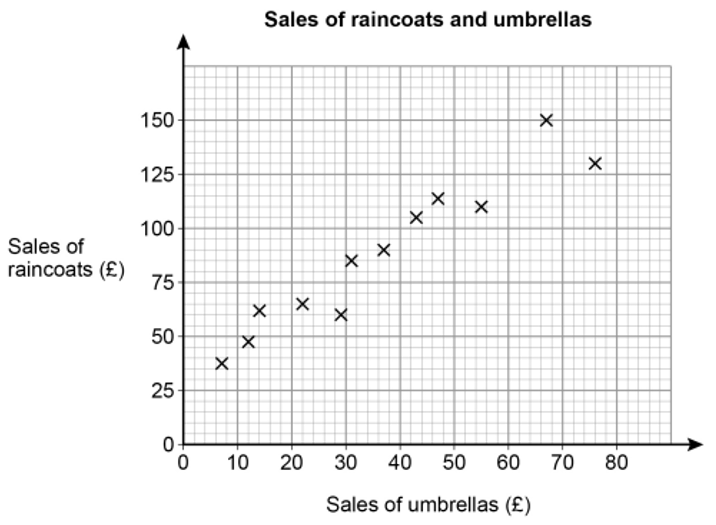 Sales of raincoats and umbrellas
150
125
100
75
50
25
0
Sales of
raincoats (£)
0 10 20 30 40 50 60 70 80
Sales of umbrellas (£)